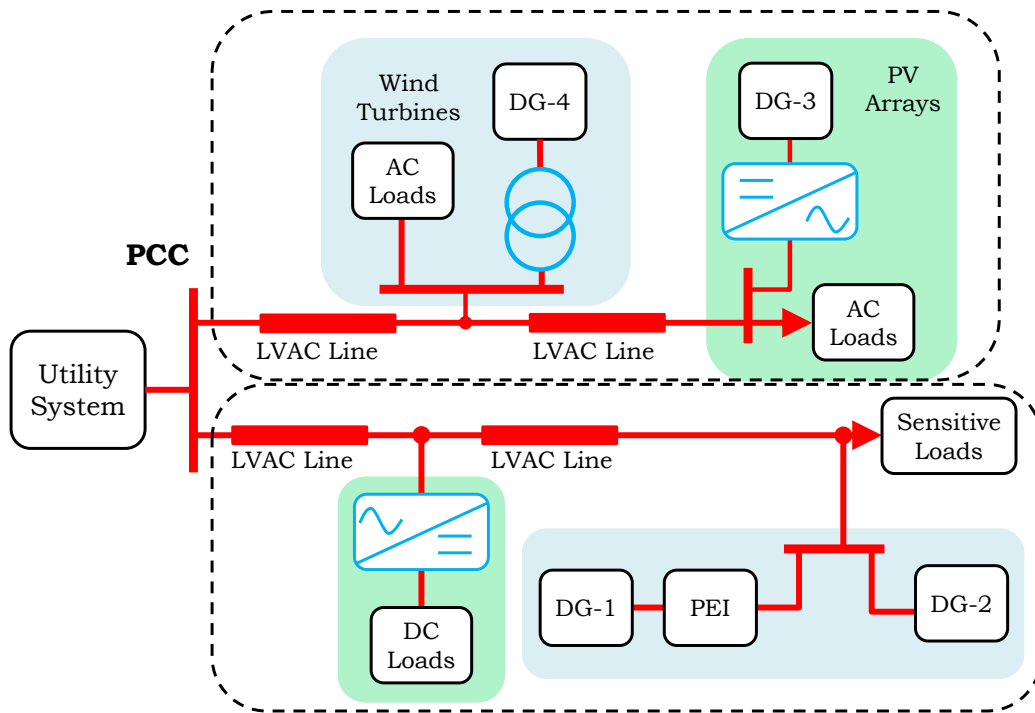 Wind
Turbines
DG-4
DG-3
PV
Arrays
AC
Loads
PCC
LVAC Line
LVAC Line
AC
Loads
Utility
System
LVAC Line
LVAC Line
Sensitive
Loads
DG-1
PEI
DG-2
DC
Loads